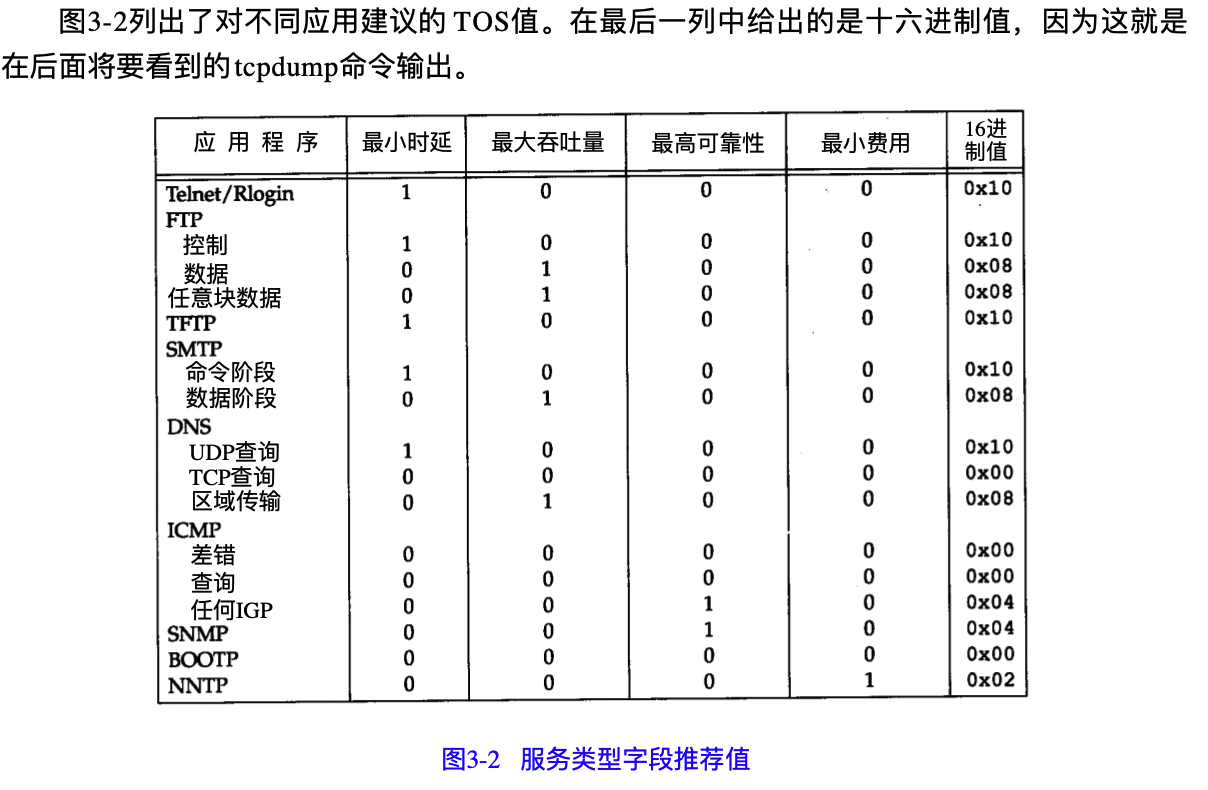 图3-2列出了对不同应用建议的 TOS值。在最后一列中给出的是十六进制值，因为这就是
在后面将要看到的tcpdump命令输出。
应用程序 最小时延 最大吞吐量 最高可靠性 最小费用 16进制值
Telnet/Rlogin 1 0 0 0 0x10
FTP
控制 1 0 0 0 0x10
数据 0 1 0 0 0x08
任意块数据 0 1 0 0 0x08
TFTP 1 0 0 0 0x10
SMTP
命令阶段 1 0 0 0 0x10
数据阶段 0 1 0 0 0x08
DNS
UDP查询 1 0 0 0 0x10
TCP查询 0 0 0 0 0x00
区域传输 0 1 0 0 0x08
ICMP
差错 0 0 0 0 0x00
查询 0 0 0 0 0x00
任何IGP 0 0 1 0 0x04
SNMP 0 0 1 0 0x04
BOOTP 0 0 0 0 0x00
NNTP 0 0 0 1 0x02
图3-2 服务类型字段推荐值